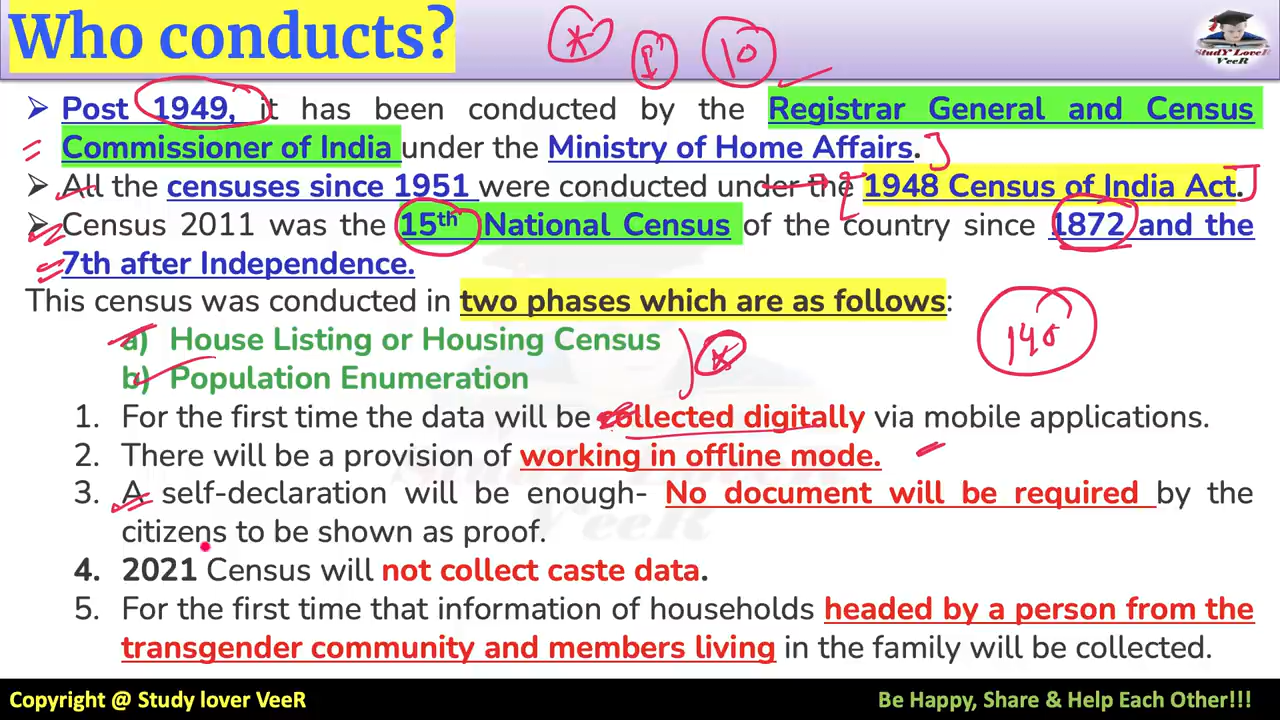 Who conducts?
*
1
10
StudY LoveR
VeeR
➢ Post 1949, it has been conducted by the Registrar General and Census
Commissioner of India under the Ministry of Home Affairs.
➢ All the censuses since 1951 were conducted under the 1948 Census of India Act.
➢ Census 2011 was the 15th National Census of the country since 1872 and the
7th after Independence.
This census was conducted in two phases which are as follows:
140
a) House Listing or Housing Census
b) Population Enumeration
1. For the first time the data will be collected digitally via mobile applications.
2. There will be a provision of working in offline mode.
3. A self-declaration will be enough- No document will be required by the
citizens to be shown as proof.
4. 2021 Census will not collect caste data.
5. For the first time that information of households headed by a person from the
transgender community and members living in the family will be collected.
Copyright @ Study lover VeeR
Be Happy, Share & Help Each Other!!!